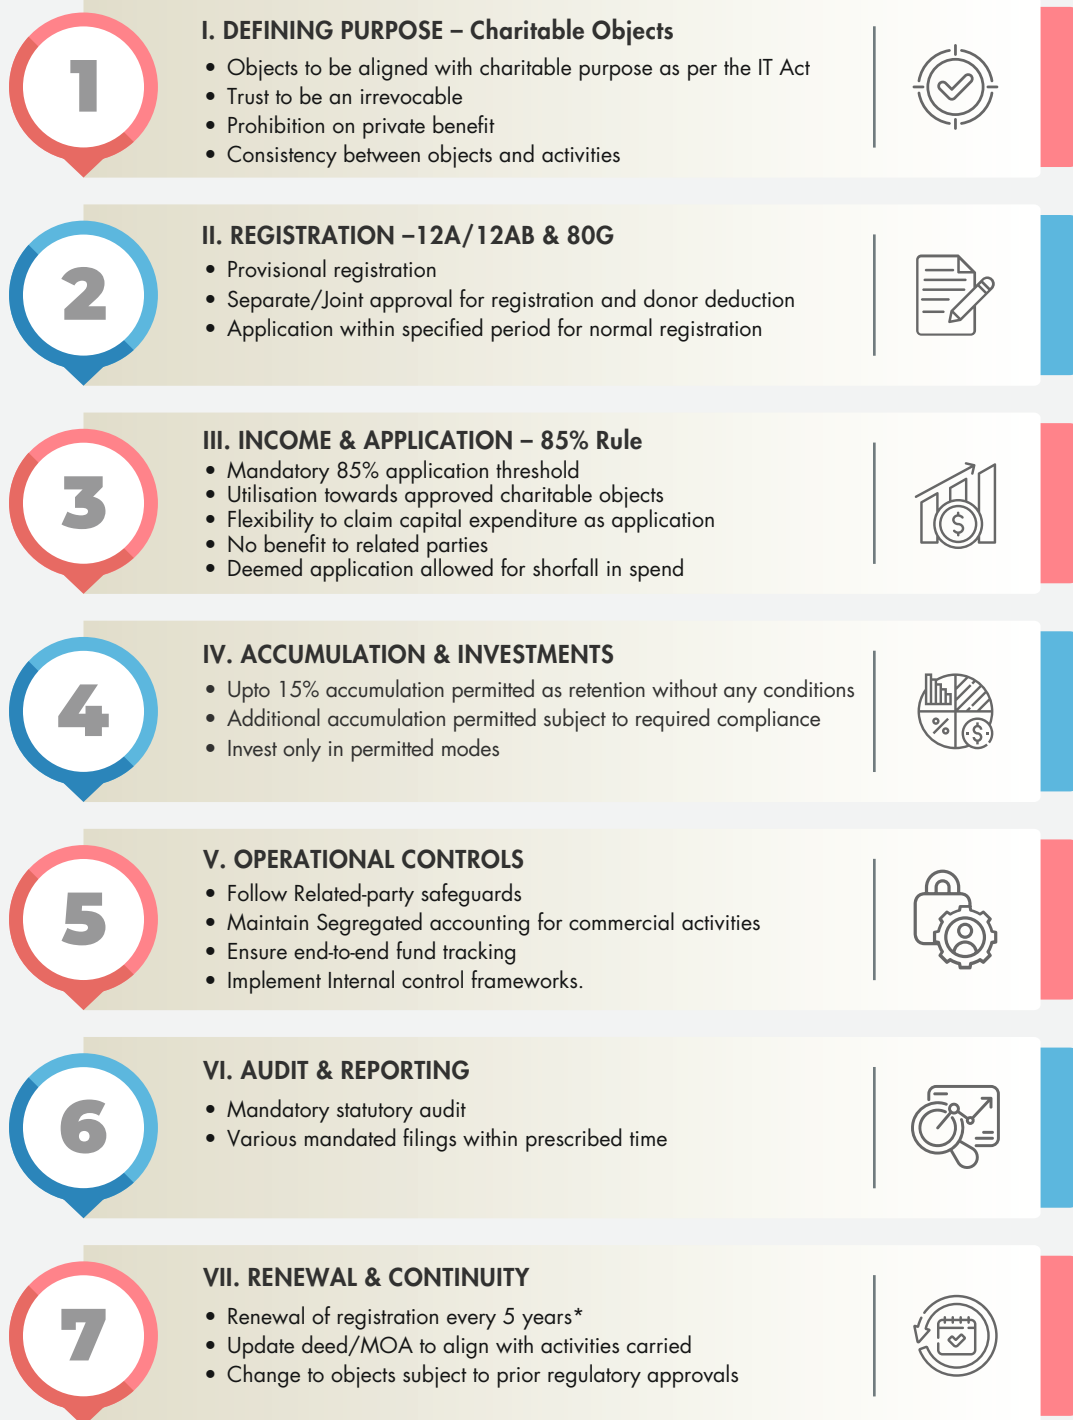 1
I. DEFINING PURPOSE – Charitable Objects
• Objects to be aligned with charitable purpose as per the IT Act
• Trust to be an irrevocable
• Prohibition on private benefit
• Consistency between objects and activities
2
II. REGISTRATION –12A/12AB & 80G
• Provisional registration
• Separate/Joint approval for registration and donor deduction
• Application within specified period for normal registration
3
III. INCOME & APPLICATION – 85% Rule
• Mandatory 85% application threshold
• Utilisation towards approved charitable objects
• Flexibility to claim capital expenditure as application
• No benefit to related parties
• Deemed application allowed for shortfall in spend
$
4
IV. ACCUMULATION & INVESTMENTS
• Upto 15% accumulation permitted as retention without any conditions
• Additional accumulation permitted subject to required compliance
• Invest only in permitted modes
% $
5
V. OPERATIONAL CONTROLS
• Follow Related-party safeguards
• Maintain Segregated accounting for commercial activities
• Ensure end-to-end fund tracking
• Implement Internal control frameworks.
6
VI. AUDIT & REPORTING
• Mandatory statutory audit
• Various mandated filings within prescribed time
7
VII. RENEWAL & CONTINUITY
• Renewal of registration every 5 years*
• Update deed/MOA to align with activities carried
• Change to objects subject to prior regulatory approvals